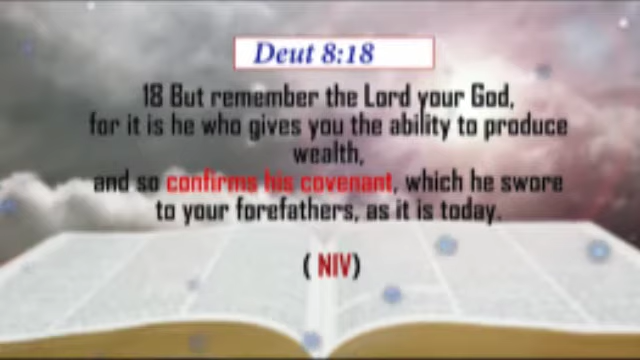 Deut 8:18
18 But remember the Lord your God,
for it is he who gives you the ability to produce
wealth,
and so confirms his covenant, which he swore
to your forefathers, as it is today.
( NIV)